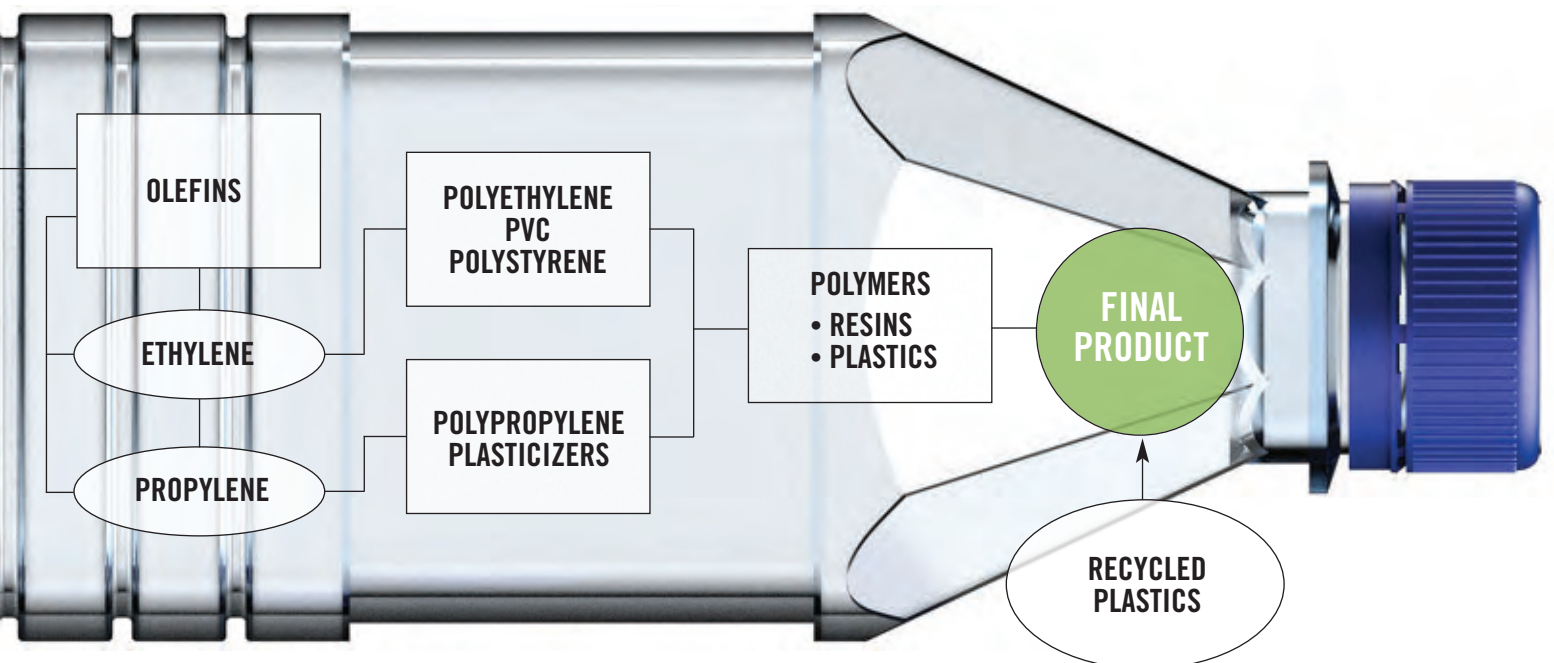 OLEFINS
ETHYLENE
PROPYLENE
POLYETHYLENE
PVC
POLYSTYRENE
POLYPROPYLENE
PLASTICIZERS
POLYMERS
• RESINS
• PLASTICS
FINAL
PRODUCT
RECYCLED
PLASTICS